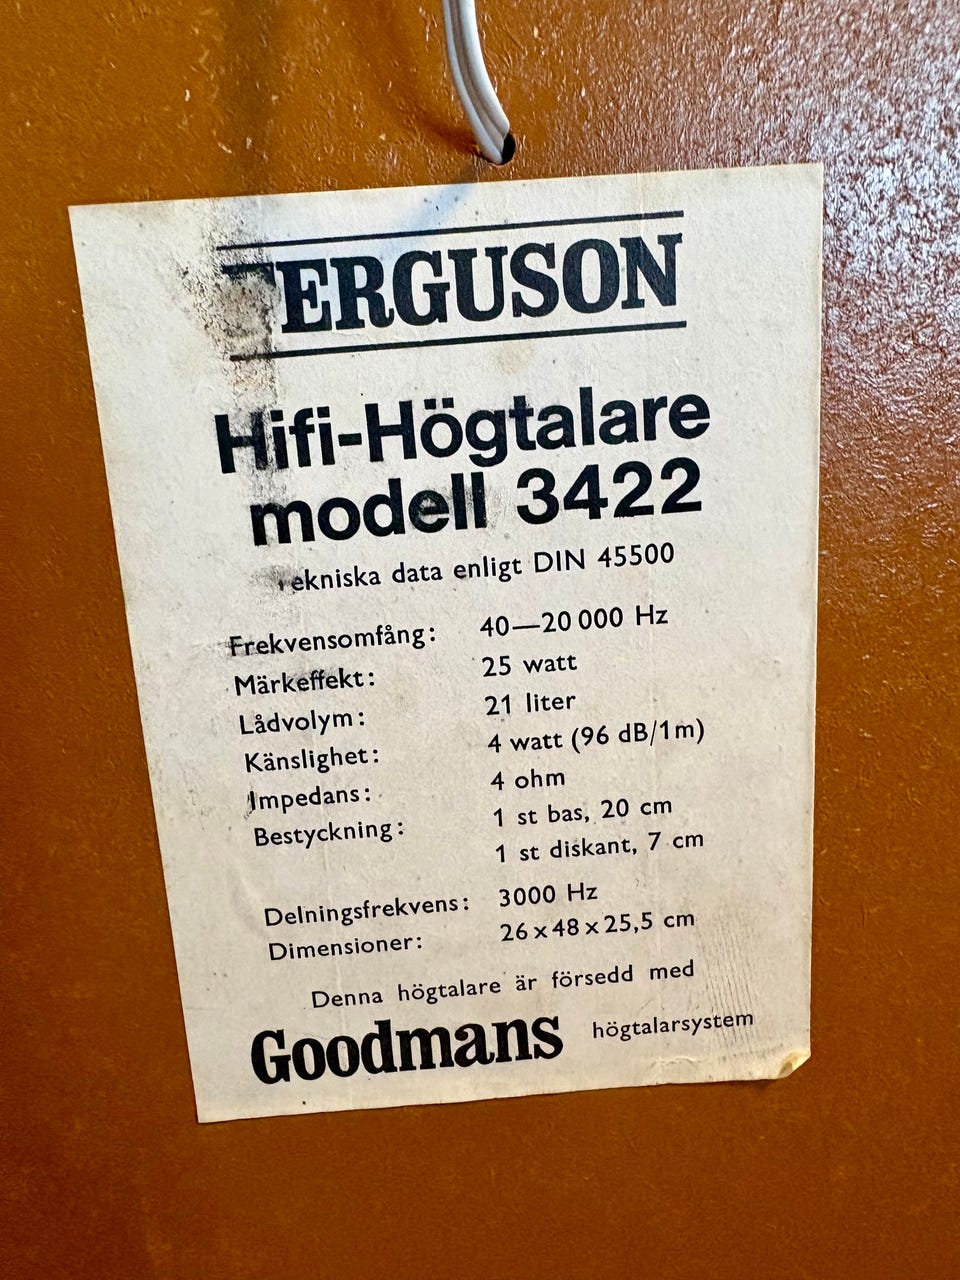 FERGUSON
Hifi-Högtalare
modell 3422
Tekniska data enligt DIN 45500
Frekvensomfång: 40—20 000 Hz
Märkeffekt: 25 watt
Lådvolym: 21 liter
Känslighet: 4 watt (96 dB/1m)
Impedans: 4 ohm
Bestyckning: 1 st bas, 20 cm
1 st diskant, 7 cm
Delningsfrekvens: 3000 Hz
Dimensioner: 26 x 48 x 25,5 cm
Denna högtalare är försedd med
Goodmans högtalarsystem